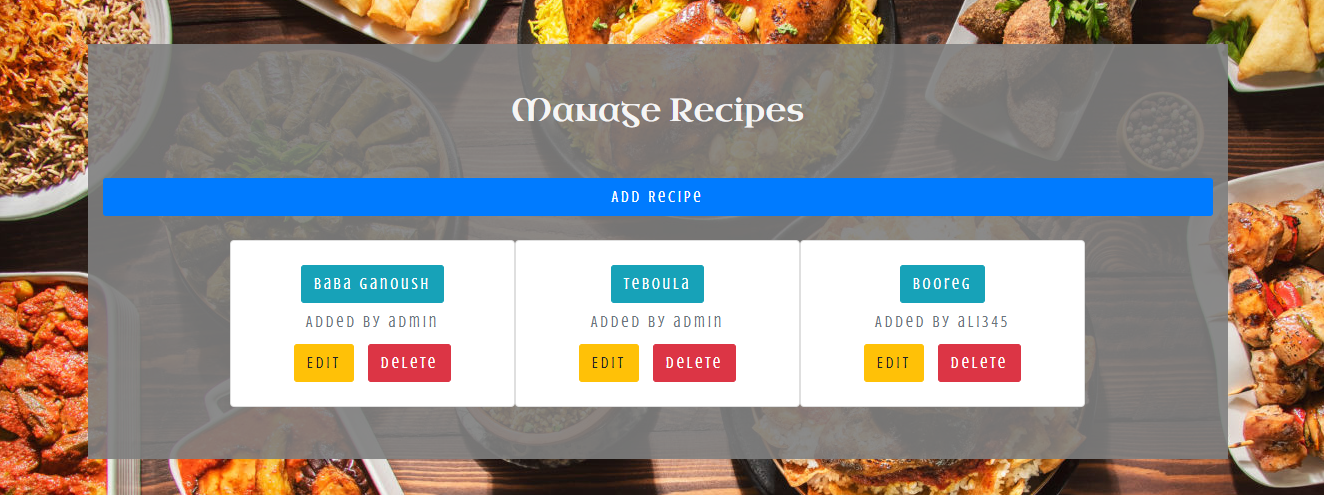 Manage Recipes
ADD RECIPE
BABA GANOUSH
TEBOULA
BOOREG
ADDED BY ADMIN
ADDED BY ADMIN
ADDED BY ALI345
EDIT DELETE
EDIT DELETE
EDIT DELETE